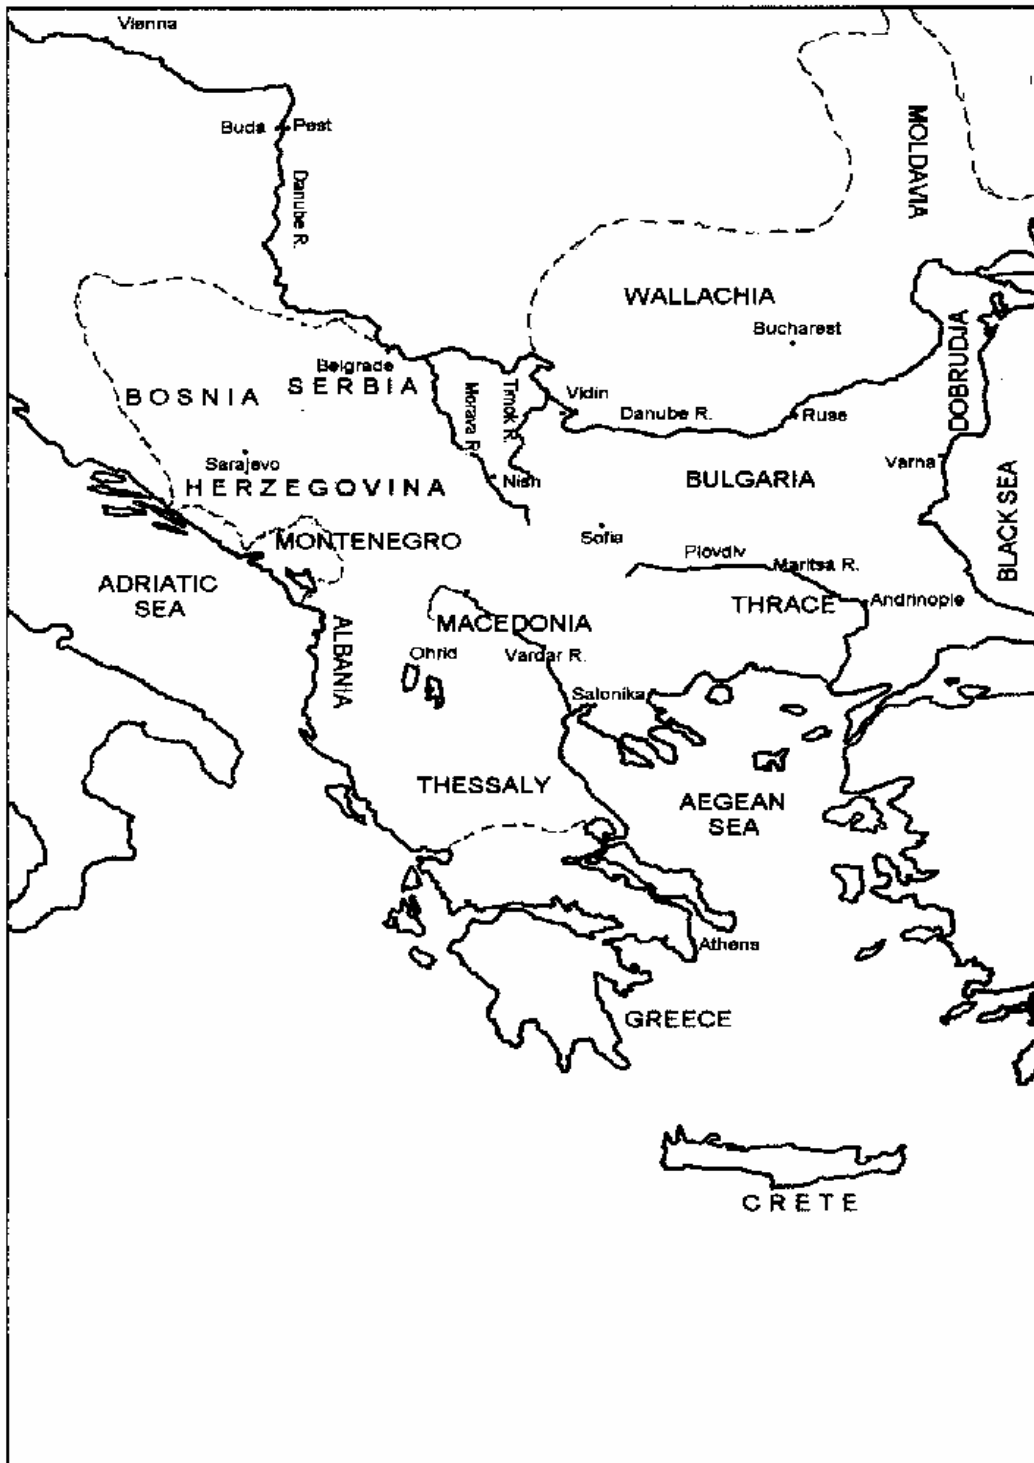 Vienna
Buda
Pest
Danube R.
MOLDAVIA
WALLACHIA
Bucharest
DOBRUDJA
Belgrade
SERBIA
BOSNIA
Morava R.
Timok R.
Vidin
Danube R.
Ruse
Varna
Sarajevo
HERZEGOVINA
Nish
BULGARIA
BLACK SEA
MONTENEGRO
Sofia
Plovdiv
Maritsa R.
ADRIATIC
SEA
THRACE
Andrinople
ALBANIA
MACEDONIA
Ohrid
Vardar R.
Salonika
THESSALY
AEGEAN
SEA
Athens
GREECE
CRETE